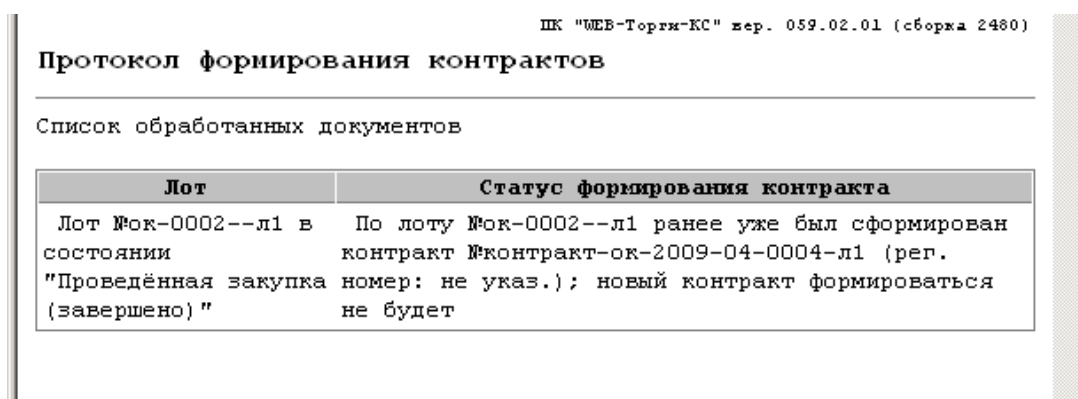 ПК "WEB-Торги-КС" вер. 059.02.01 (сборка 2480)
Протокол формирования контрактов
Список обработанных документов
Лот Статус формирования контракта
Лот №ок-0002--л1 в По лоту №ок-0002--л1 ранее уже был сформирован
состоянии контракт №контракт-ок-2009-04-0004-л1 (рег.
"Проведённая закупка номер: не указ.); новый контракт формироваться
(завершено)" не будет